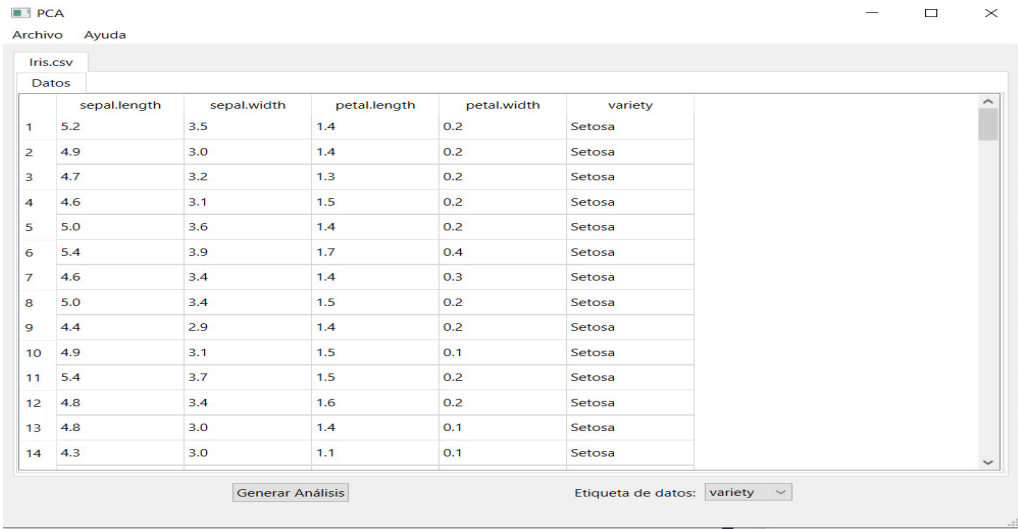 PCA
Archivo Ayuda
Iris.csv
Datos
sepal.length sepal.width petal.length petal.width variety
1 5.2 3.5 1.4 0.2 Setosa
2 4.9 3.0 1.4 0.2 Setosa
3 4.7 3.2 1.3 0.2 Setosa
4 4.6 3.1 1.5 0.2 Setosa
5 5.0 3.6 1.4 0.2 Setosa
6 5.4 3.9 1.7 0.4 Setosa
7 4.6 3.4 1.4 0.3 Setosa
8 5.0 3.4 1.5 0.2 Setosa
9 4.4 2.9 1.4 0.2 Setosa
10 4.9 3.1 1.5 0.1 Setosa
11 5.4 3.7 1.5 0.2 Setosa
12 4.8 3.4 1.6 0.2 Setosa
13 4.8 3.0 1.4 0.1 Setosa
14 4.3 3.0 1.1 0.1 Setosa
Generar Análisis Etiqueta de datos: variety